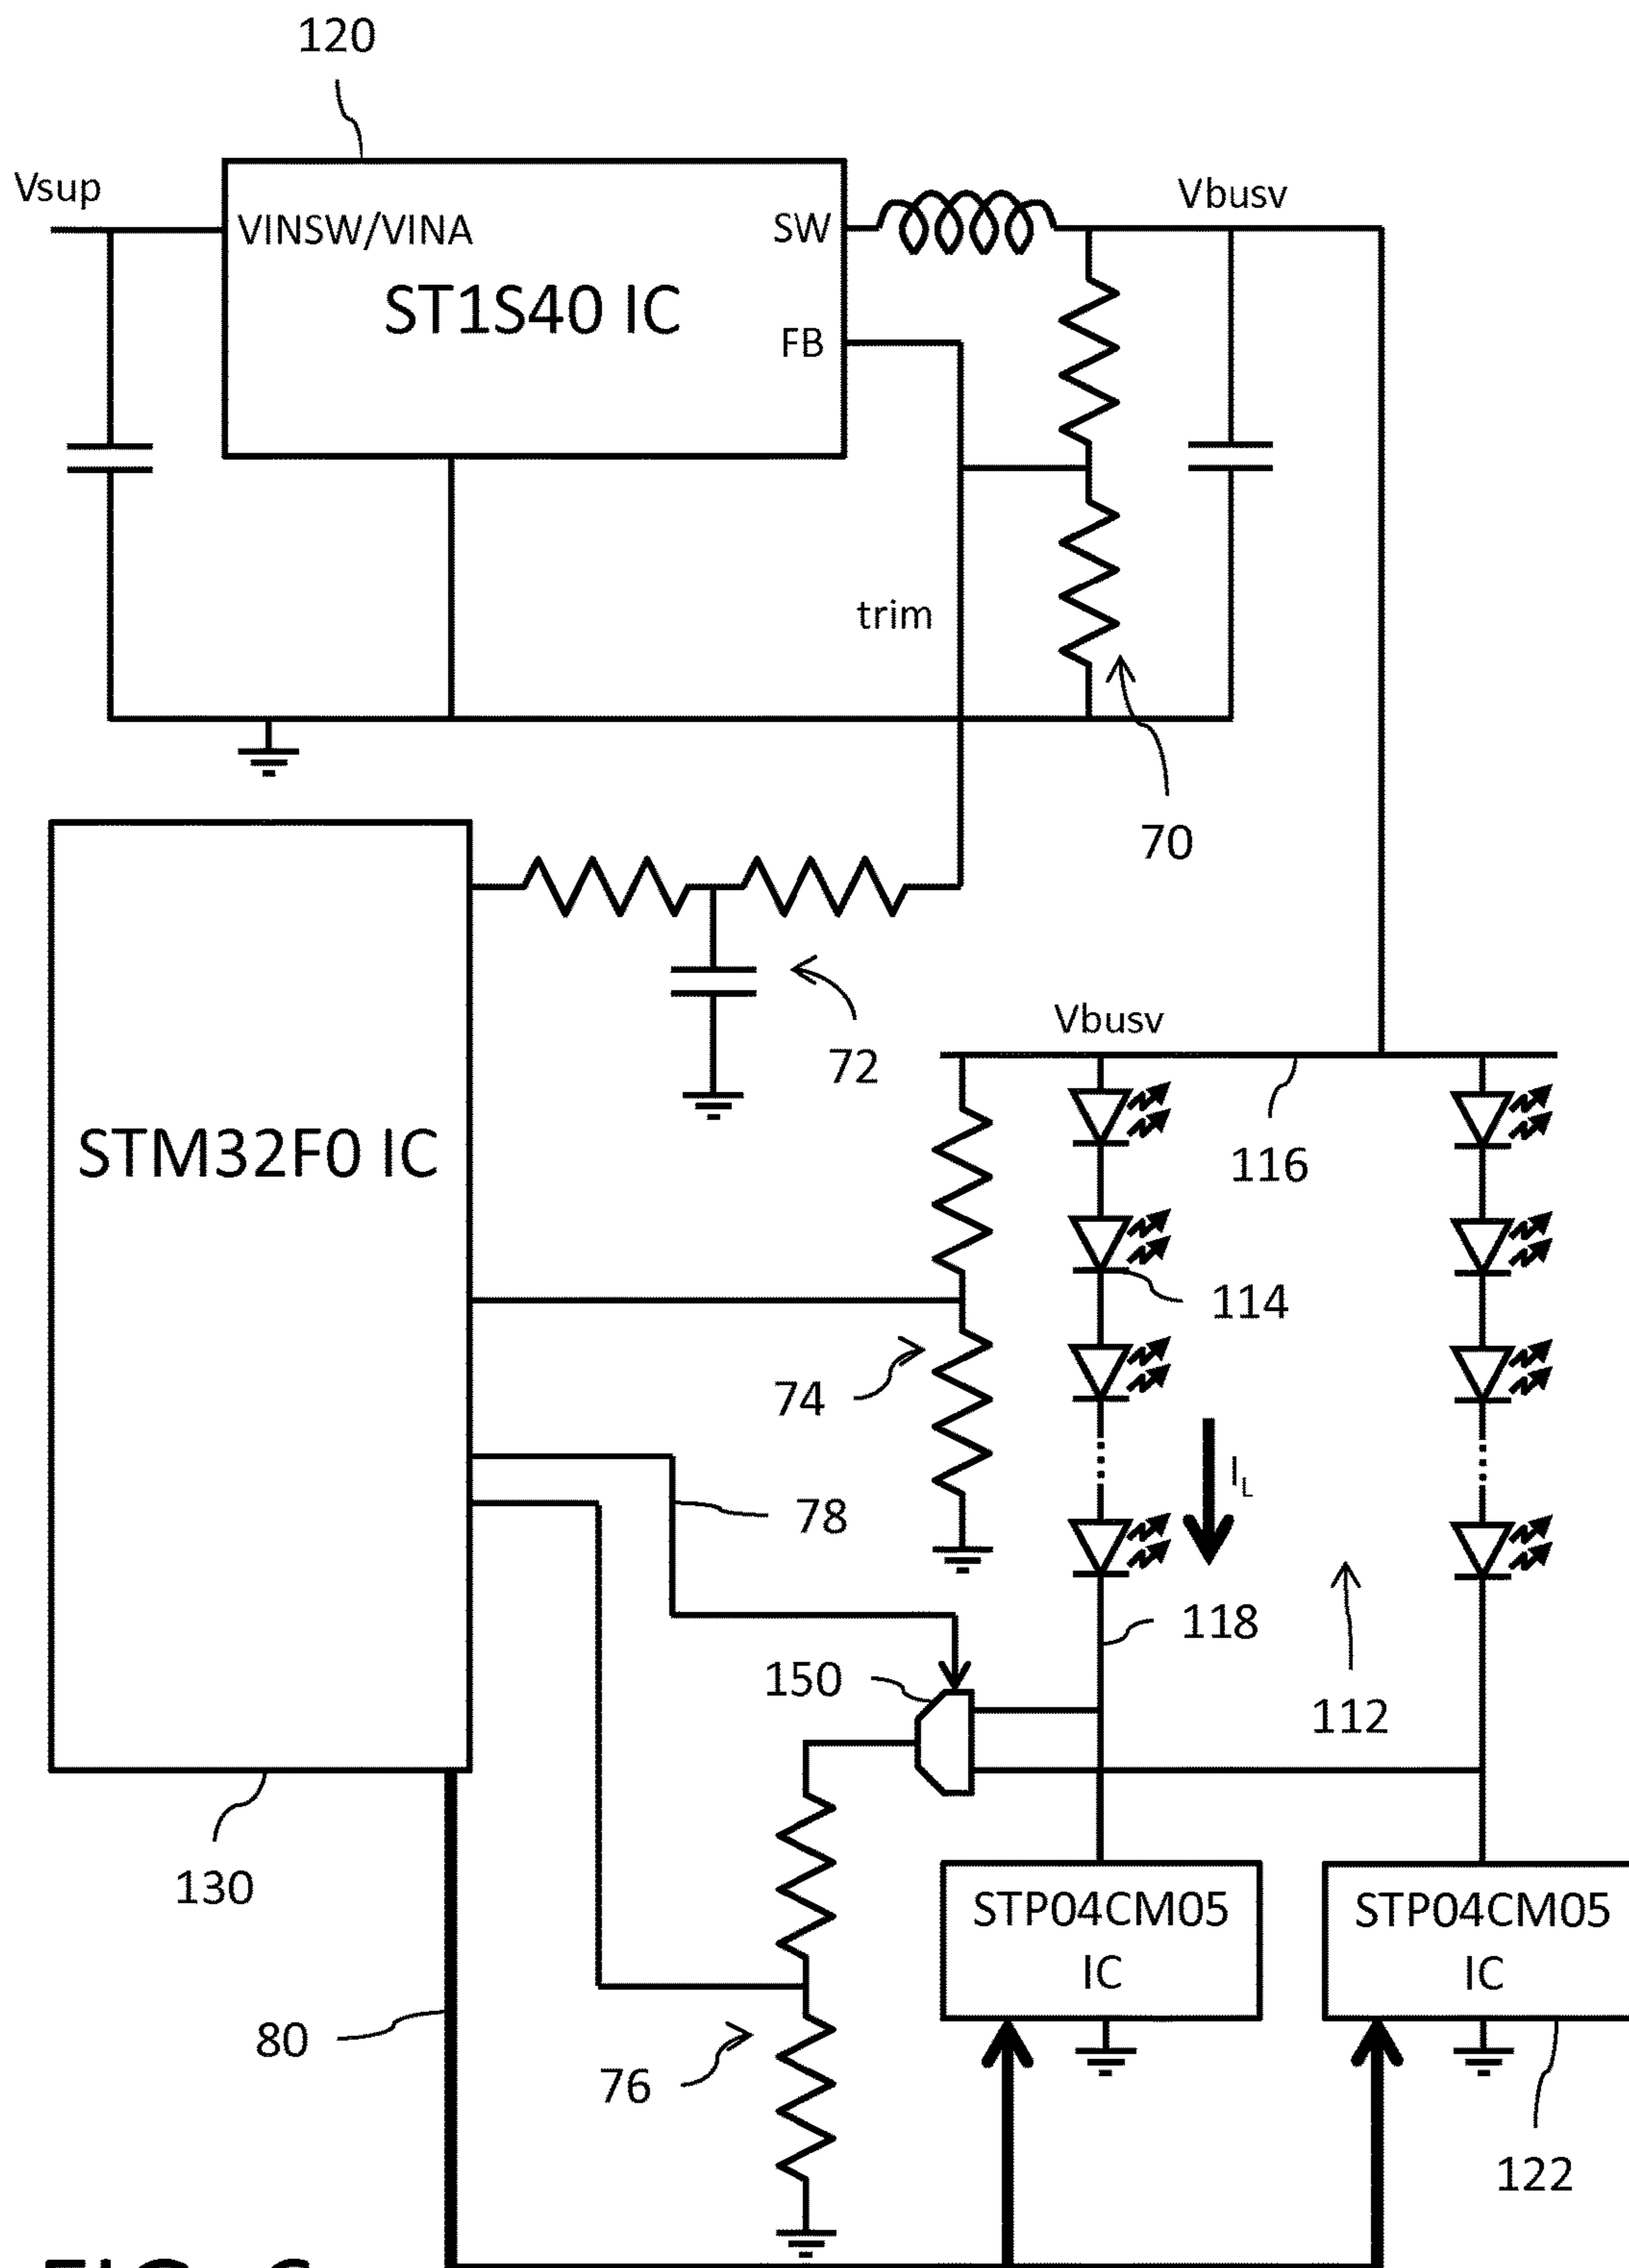 120
Vsup
Vbusv
VINSW/VINA
SW
ST1S40 IC
FB
trim
70
72
Vbusv
STM32F0 IC
116
114
74
IL
78
118
150
112
130
STP04CM05
IC
STP04CM05
IC
80
76
122